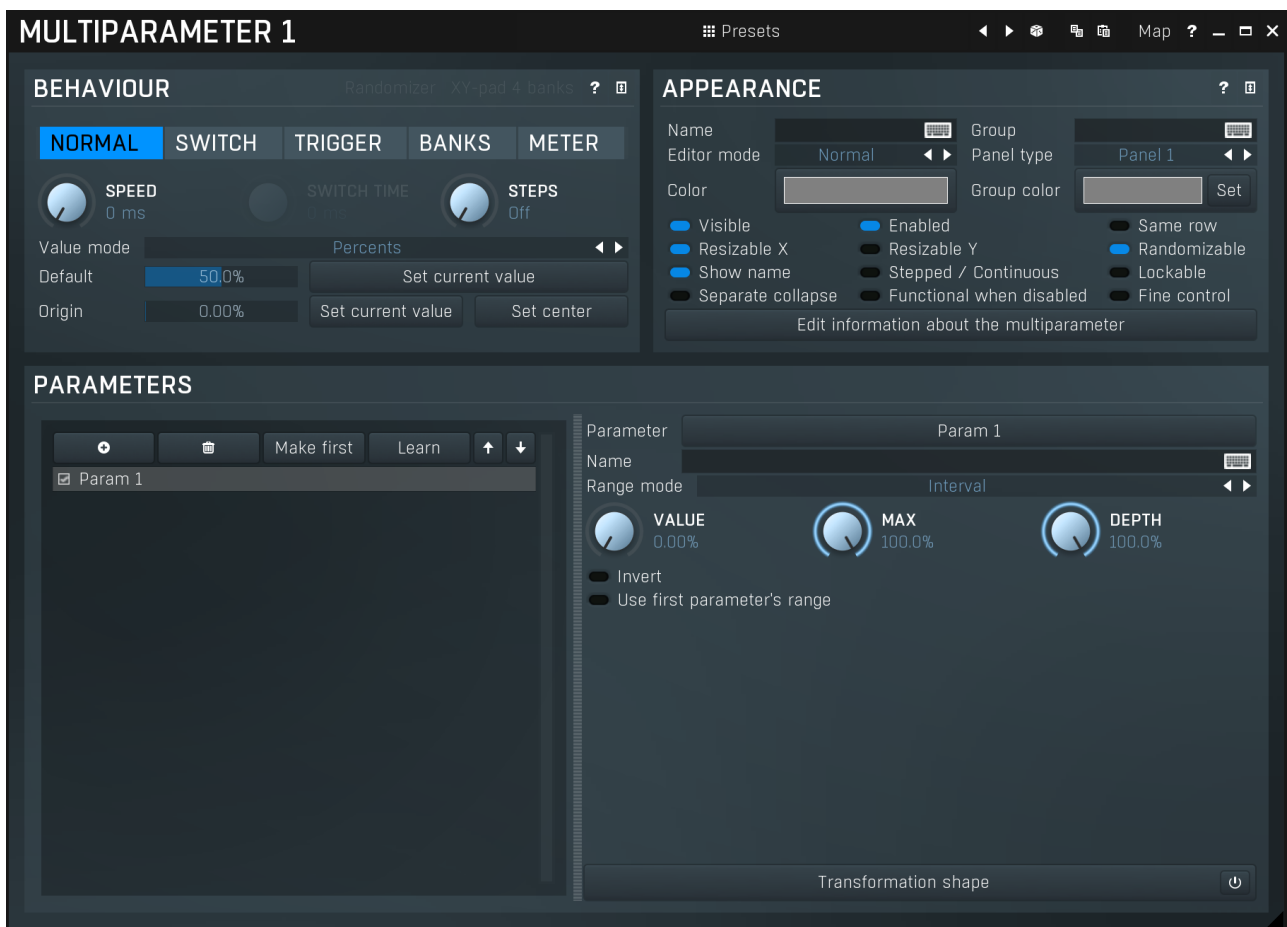 MULTIPARAMETER 1 Presets Map ?
BEHAVIOUR Randomizer XY-pad 4 banks ?
NORMAL SWITCH TRIGGER BANKS METER
SPEED SWITCH TIME STEPS
0 ms Off
Value mode Percents
Default 50.0% Set current value
Origin 0.00% Set current value Set center
APPEARANCE ?
Name Group
Editor mode Normal Panel type Panel 1
Color Group color Set
Visible Enabled Same row
Resizable X Resizable Y Randomizable
Show name Stepped / Continuous Lockable
Separate collapse Functional when disabled Fine control
Edit information about the multiparameter
PARAMETERS
Make first Learn
Param 1
Parameter Param 1
Name
Range mode Interval
VALUE MAX DEPTH
0.00% 100.0% 100.0%
Invert
Use first parameter's range
Transformation shape